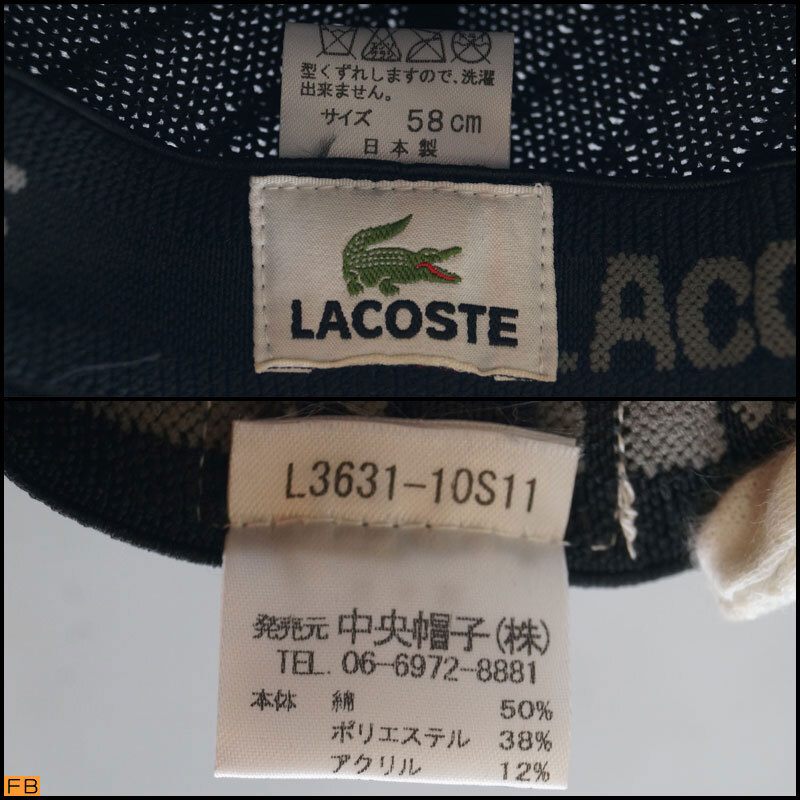 型くずれしますので、洗濯
出来ません。
サイズ 58cm
日本製
LACOSTE
LACO
L3631-10S11
発売元 中央帽子(株)
TEL. 06-6972-8881
本体 綿 50%
ポリエステル 38%
アクリル 12%
FB